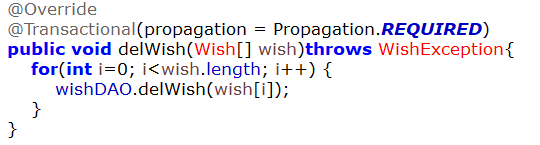 @Override
@Transactional(propagation = Propagation.REQUIRED)
public void delWish(Wish[] wish)throws WishException{
for(int i=0; i<wish.length; i++) {
wishDAO.delWish(wish[i]);
}
}